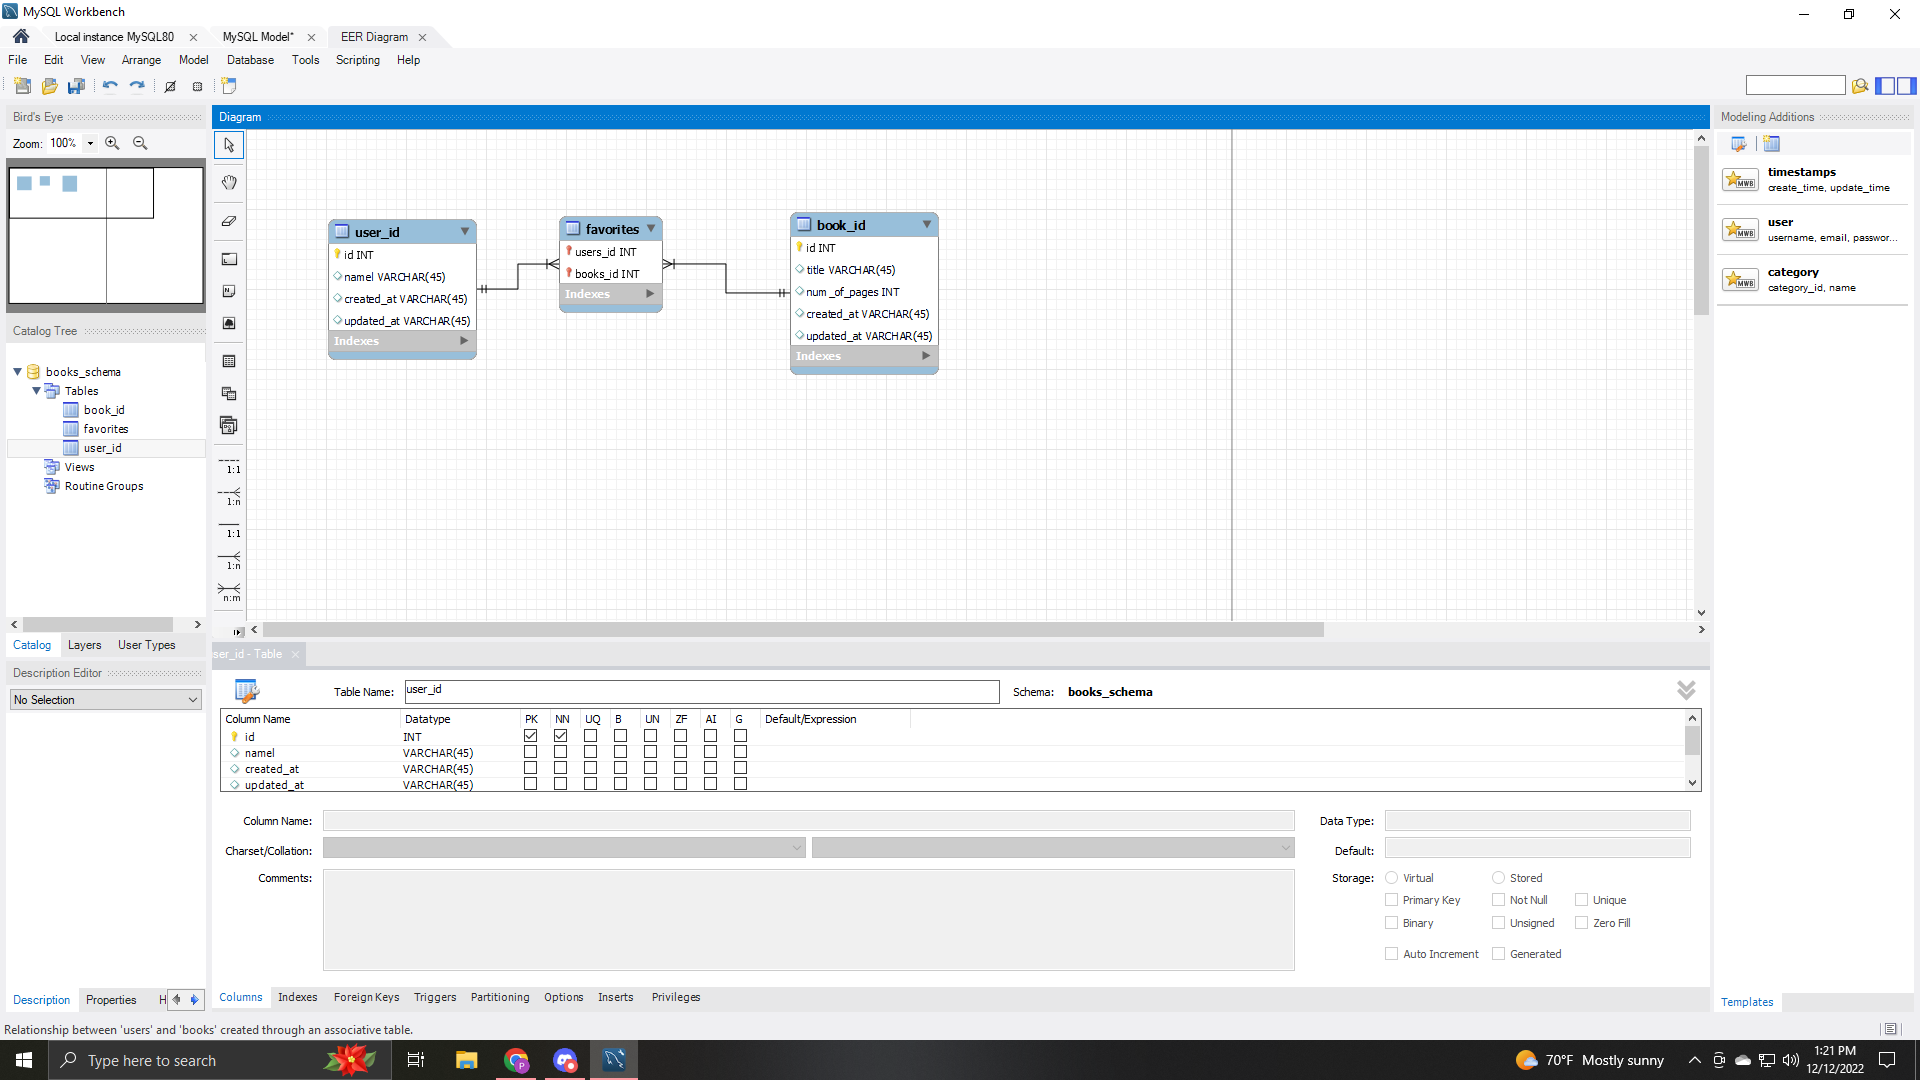 MySQL Workbench
Local instance MySQL80
MySQL Model*
EER Diagram
File Edit View Arrange Model Database Tools Scripting Help
Bird's Eye
Zoom: 100%
Catalog Tree
books_schema
Tables
book_id
favorites
user_id
Views
Routine Groups
Catalog Layers User Types
Description Editor
No Selection
Description Properties H
Diagram
1:1
1:n
1:1
1:n
n:m
user_id
id INT
namel VARCHAR(45)
created_at VARCHAR(45)
updated_at VARCHAR(45)
Indexes
favorites
users_id INT
books_id INT
Indexes
book_id
id INT
title VARCHAR(45)
num_of_pages INT
created_at VARCHAR(45)
updated_at VARCHAR(45)
Indexes
ser_id - Table
Table Name: user_id Schema: books_schema
Column Name Datatype PK NN UQ B UN ZF AI G Default/Expression
id INT
namel VARCHAR(45)
created_at VARCHAR(45)
updated_at VARCHAR(45)
Column Name: Data Type:
Charset/Collation: Default:
Comments: Storage: Virtual Stored
Primary Key Not Null Unique
Binary Unsigned Zero Fill
Auto Increment Generated
Columns Indexes Foreign Keys Triggers Partitioning Options Inserts Privileges
Modeling Additions
MWB
timestamps
create_time, update_time
MWB
user
username, email, passwor...
MWB
category
category_id, name
Templates
Relationship between 'users' and 'books' created through an associative table.
Type here to search
P
70°F Mostly sunny
1:21 PM
12/12/2022